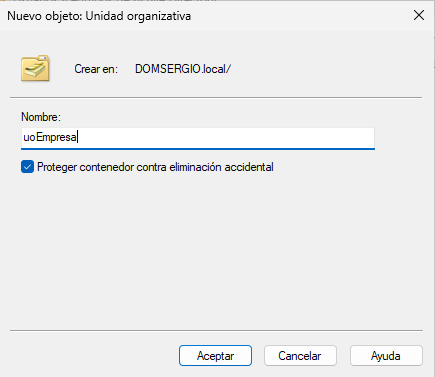 Nuevo objeto: Unidad organizativa
Crear en: DOMSERGIO.local/
Nombre:
uoEmpresa
Proteger contenedor contra eliminación accidental
Aceptar Cancelar Ayuda